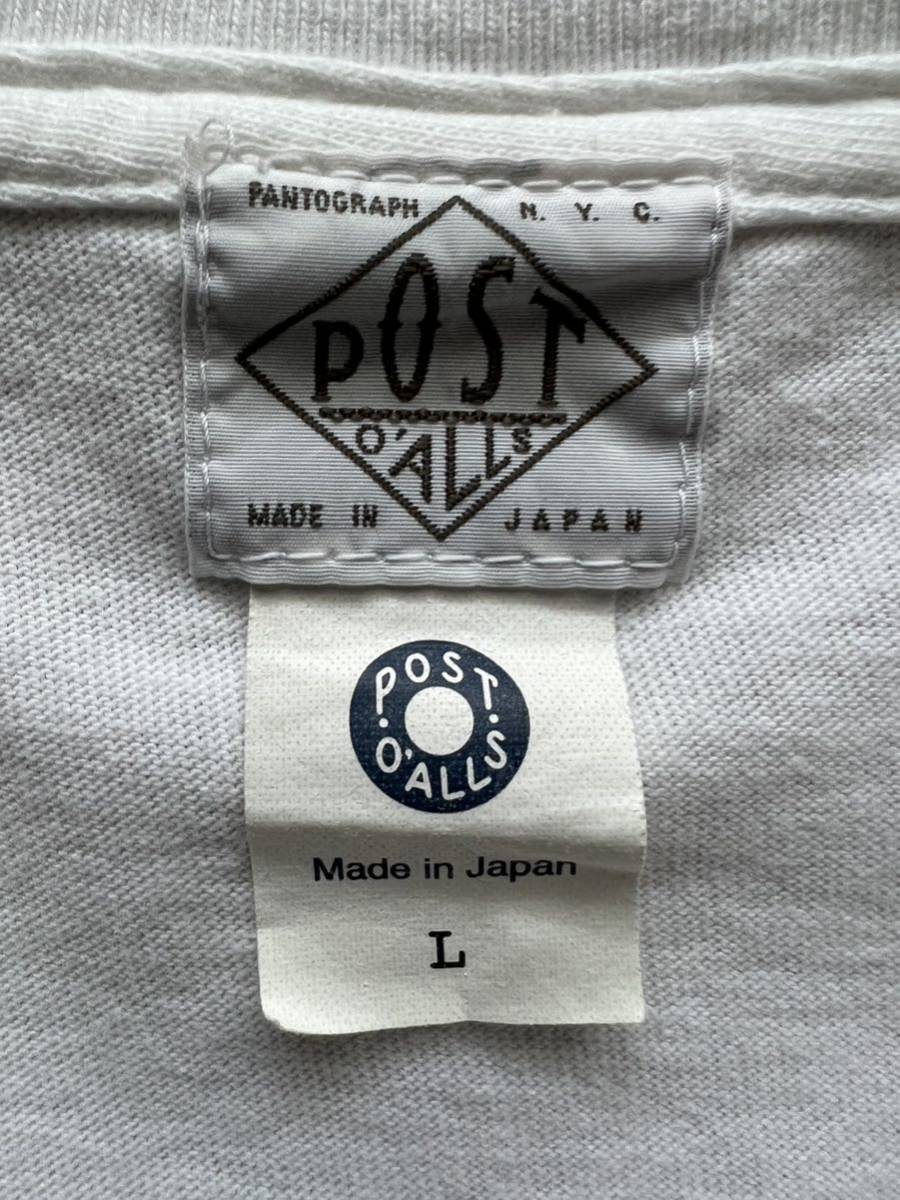 PANTOGRAPH N. Y. C.
POST
O'ALLS
MADE IN JAPAN
POST.
O'ALLS.
Made in Japan
L